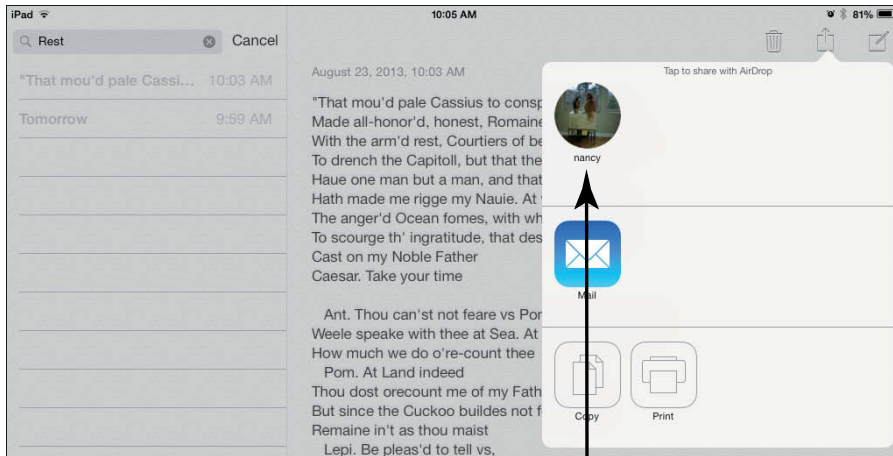 iPad 10:05 AM 81%
Rest Cancel
"That mou'd pale Cassi... 10:03 AM
Tomorrow 9:59 AM
August 23, 2013, 10:03 AM
"That mou'd pale Cassius to consp
Made all-honor'd, honest, Romaine
With the arm'd rest, Courtiers of be
To drench the Capitoll, but that the
Haue one man but a man, and that
Hath made me rigge my Nauie. At
The anger'd Ocean fomes, with wh
To scourge th' ingratitude, that des
Cast on my Noble Father
Caesar. Take your time
Ant. Thou can'st not feare vs Pom
Weele speake with thee at Sea. At
How much we do o're-count thee
Pom. At Land indeed
Thou dost orecount me of my Fath
But since the Cuckoo buildes not f
Remaine in't as thou maist
Lepi. Be pleas'd to tell vs,
Tap to share with AirDrop
nancy
Mail
Copy Print